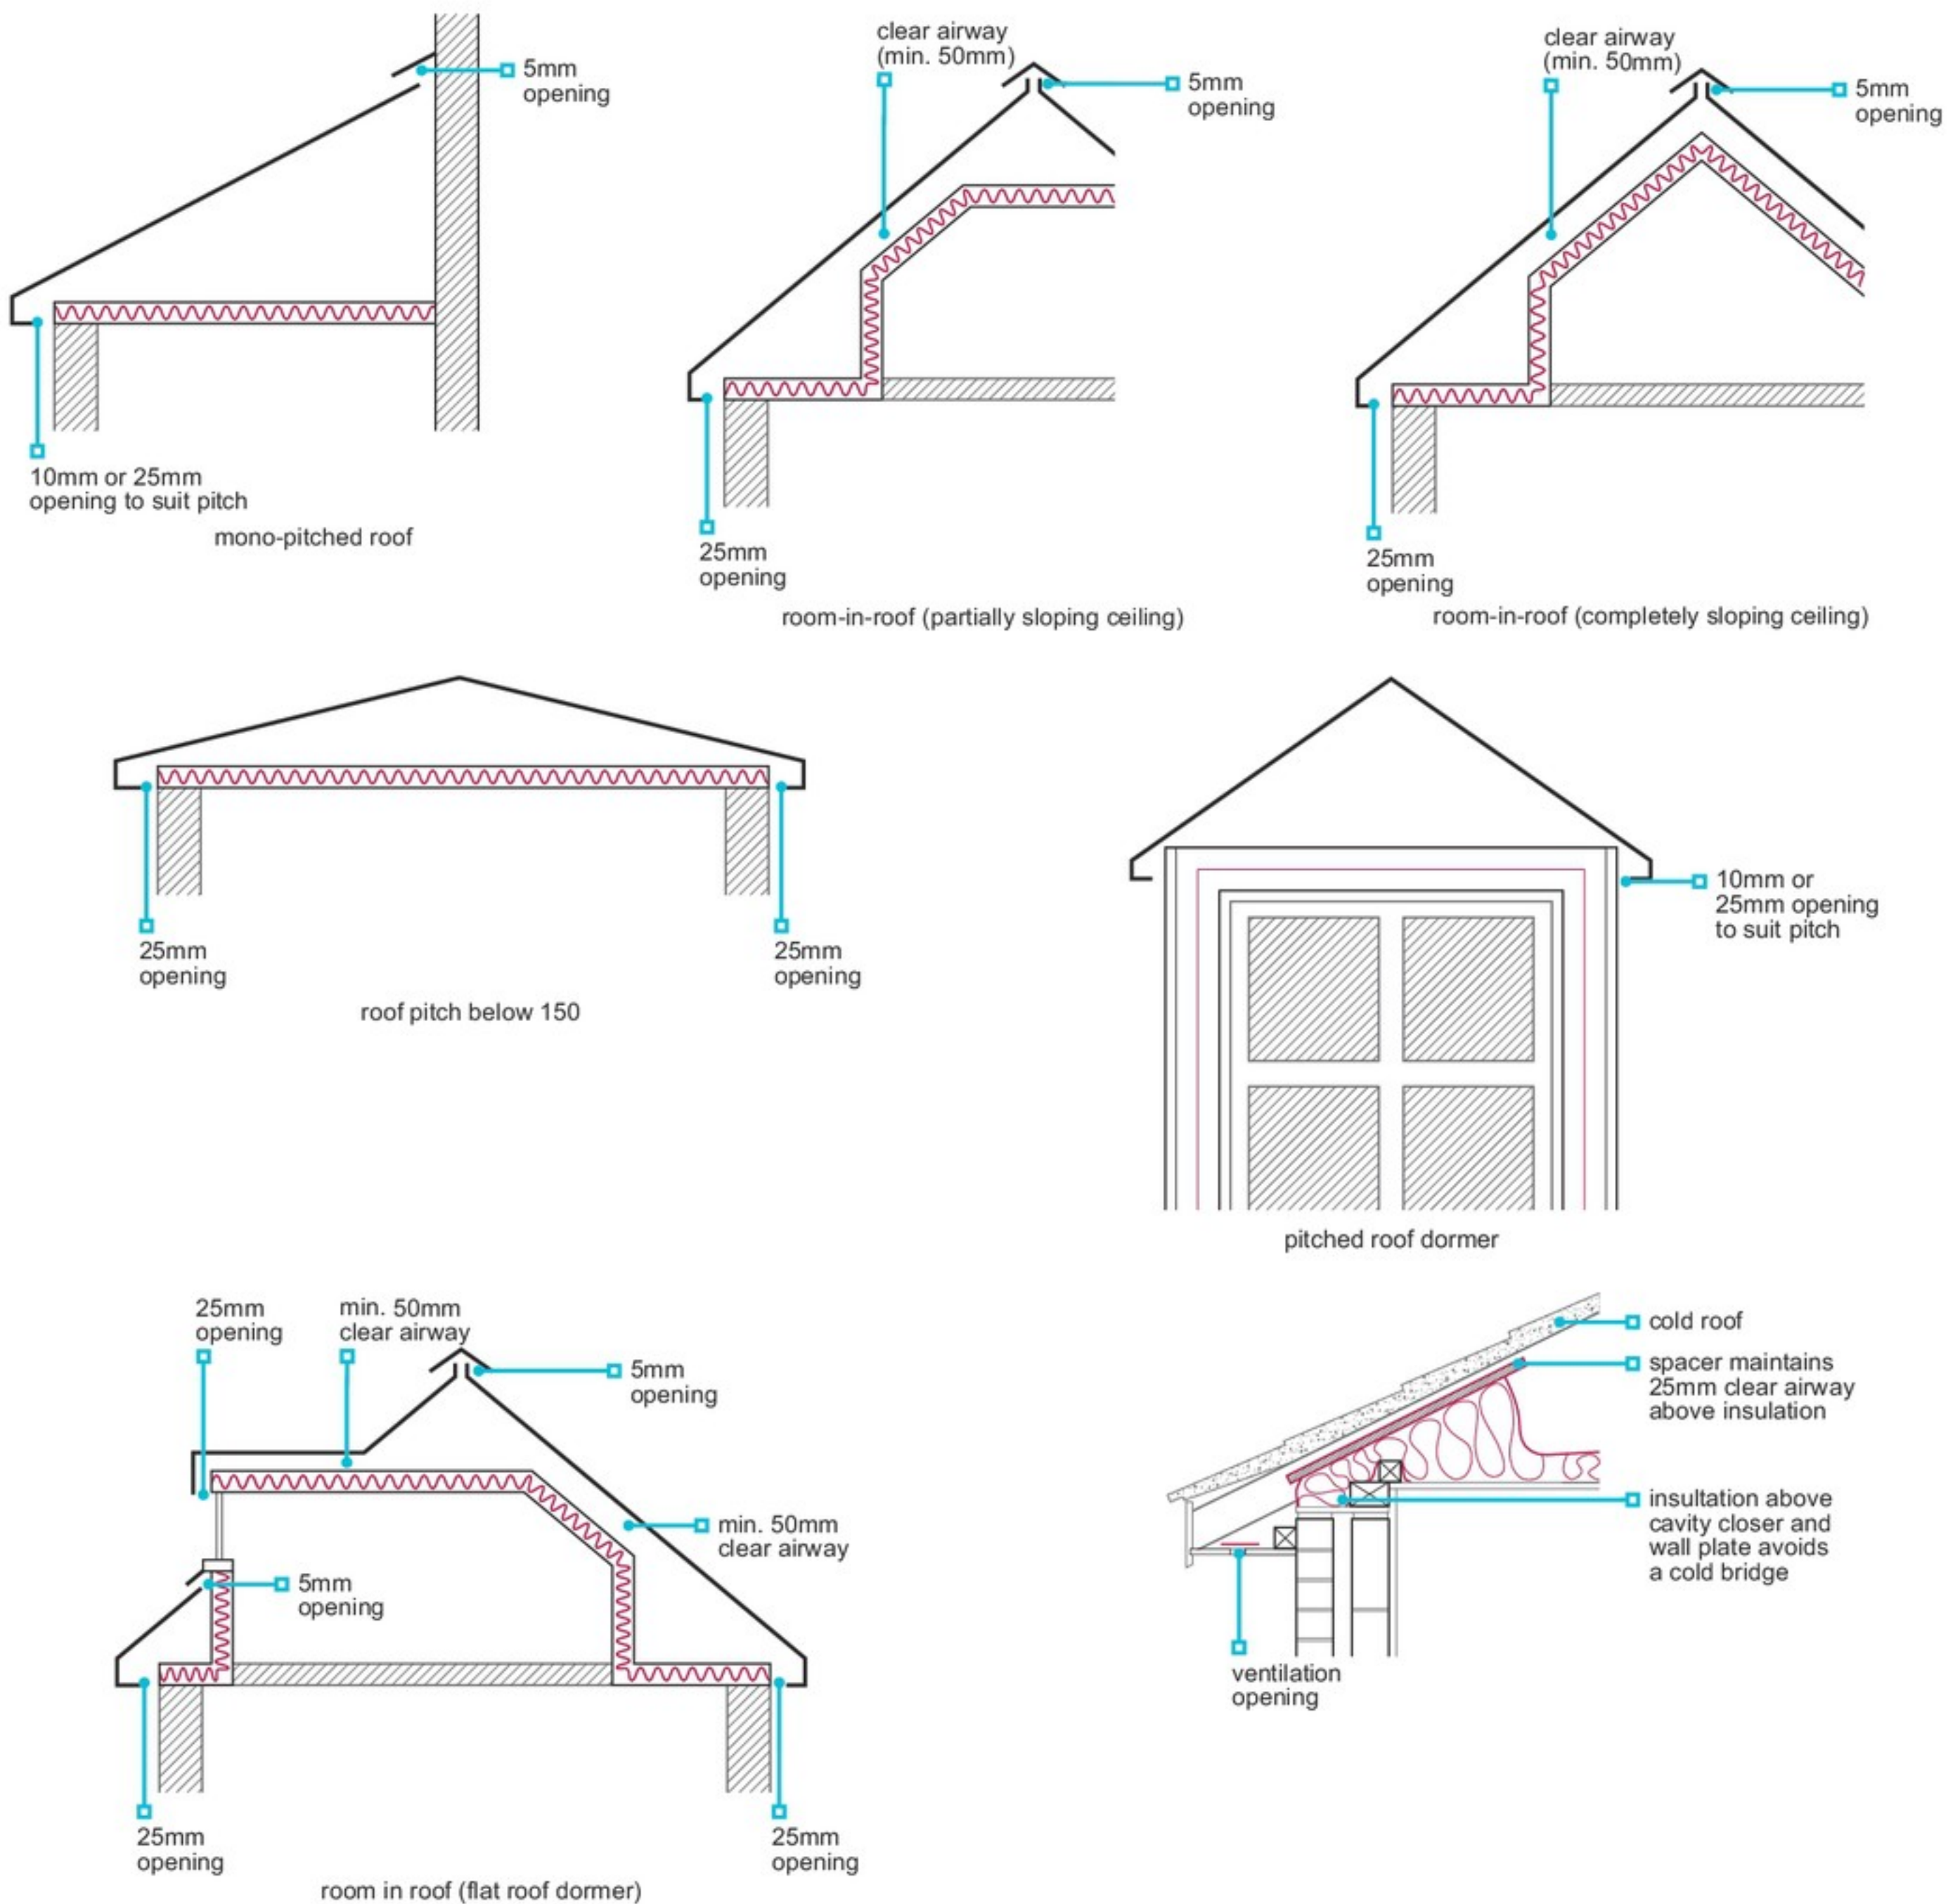 5mm
opening
10mm or 25mm
opening to suit pitch
mono-pitched roof
clear airway
(min. 50mm)
5mm
opening
25mm
opening
room-in-roof (partially sloping ceiling)
clear airway
(min. 50mm)
5mm
opening
25mm
opening
room-in-roof (completely sloping ceiling)
25mm
opening
25mm
opening
roof pitch below 150
10mm or
25mm opening
to suit pitch
pitched roof dormer
25mm
opening
min. 50mm
clear airway
5mm
opening
min. 50mm
clear airway
5mm
opening
25mm
opening
25mm
opening
room in roof (flat roof dormer)
cold roof
spacer maintains
25mm clear airway
above insulation
insultation above
cavity closer and
wall plate avoids
a cold bridge
ventilation
opening